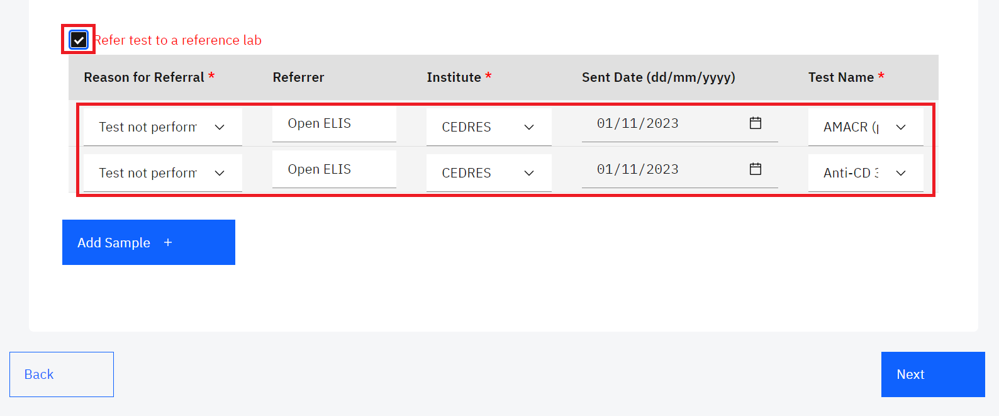 Refer test to a reference lab
Reason for Referral * Referrer Institute * Sent Date (dd/mm/yyyy) Test Name *
Test not perform Open ELIS CEDRES 01/11/2023 AMACR (
Test not perform Open ELIS CEDRES 01/11/2023 Anti-CD
Add Sample +
Back Next